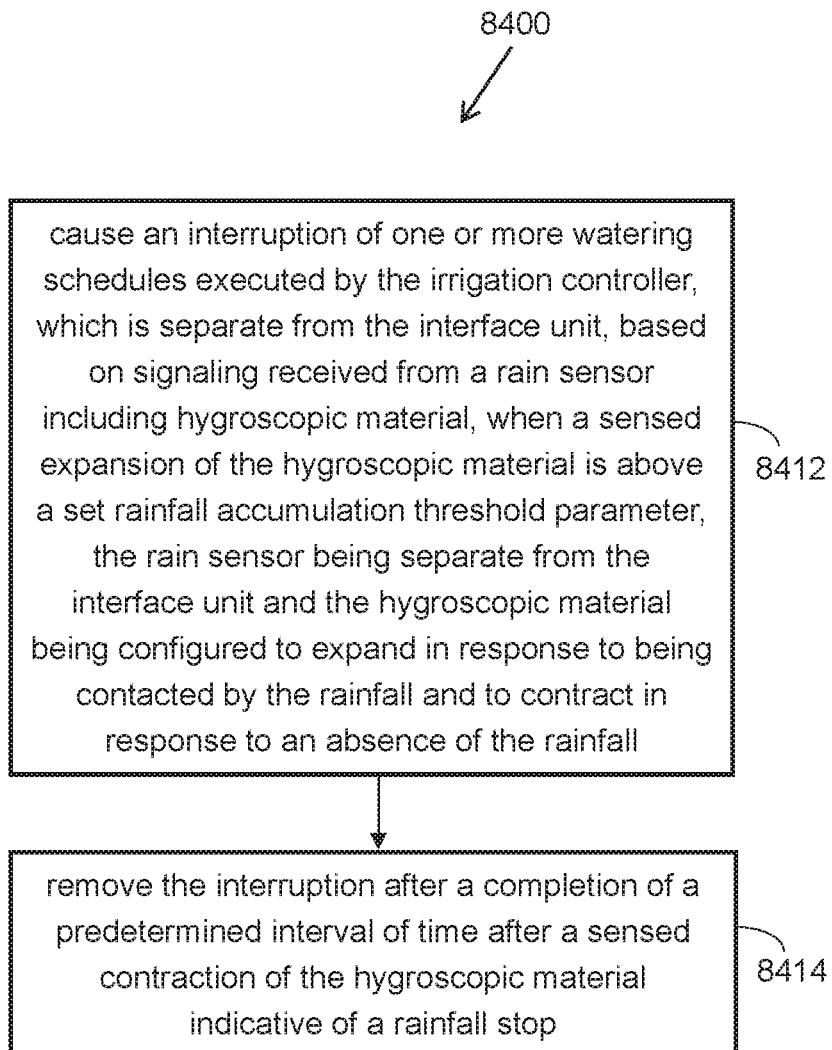 8400
cause an interruption of one or more watering
schedules executed by the irrigation controller,
which is separate from the interface unit, based
on signaling received from a rain sensor
including hygroscopic material, when a sensed
expansion of the hygroscopic material is above
a set rainfall accumulation threshold parameter,
the rain sensor being separate from the
interface unit and the hygroscopic material
being configured to expand in response to being
contacted by the rainfall and to contract in
response to an absence of the rainfall
8412
remove the interruption after a completion of a
predetermined interval of time after a sensed
contraction of the hygroscopic material
indicative of a rainfall stop
8414